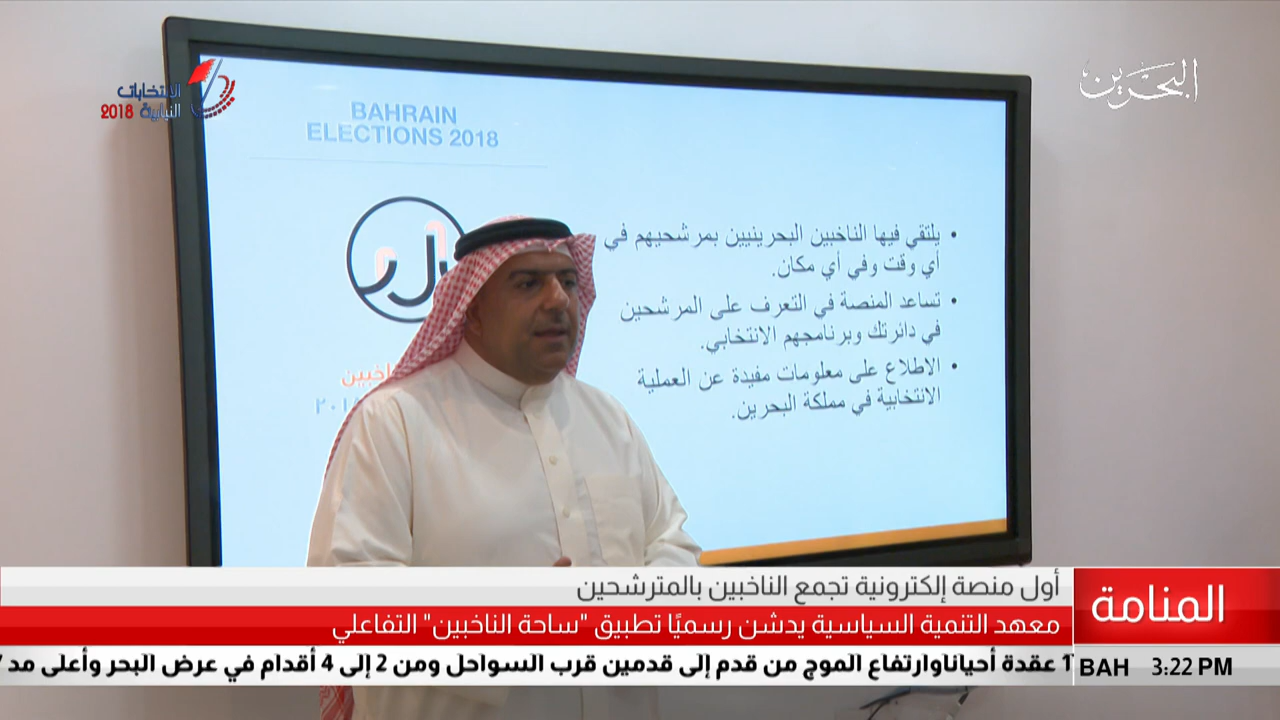 البحرين
الانتخابات
النيابية 2018
BAHRAIN
ELECTIONS 2018
• يلتقي فيها الناخبين البحرينيين بمرشحيهم في
أي وقت وفي أي مكان.
• تساعد المنصة في التعرف على المرشحين
في دائرتك وبرنامجهم الانتخابي.
• الاطلاع على معلومات مفيدة عن العملية
الانتخابية في مملكة البحرين.
٢٠١٨
المنامة
أول منصة إلكترونية تجمع الناخبين بالمترشحين
معهد التنمية السياسية يدشن رسميًا تطبيق "ساحة الناخبين" التفاعلي
عقدة أحياناوارتفاع الموج من قدم إلى قدمين قرب السواحل ومن 2 إلى 4 أقدام في عرض البحر وأعلى مد
BAH 3:22 PM